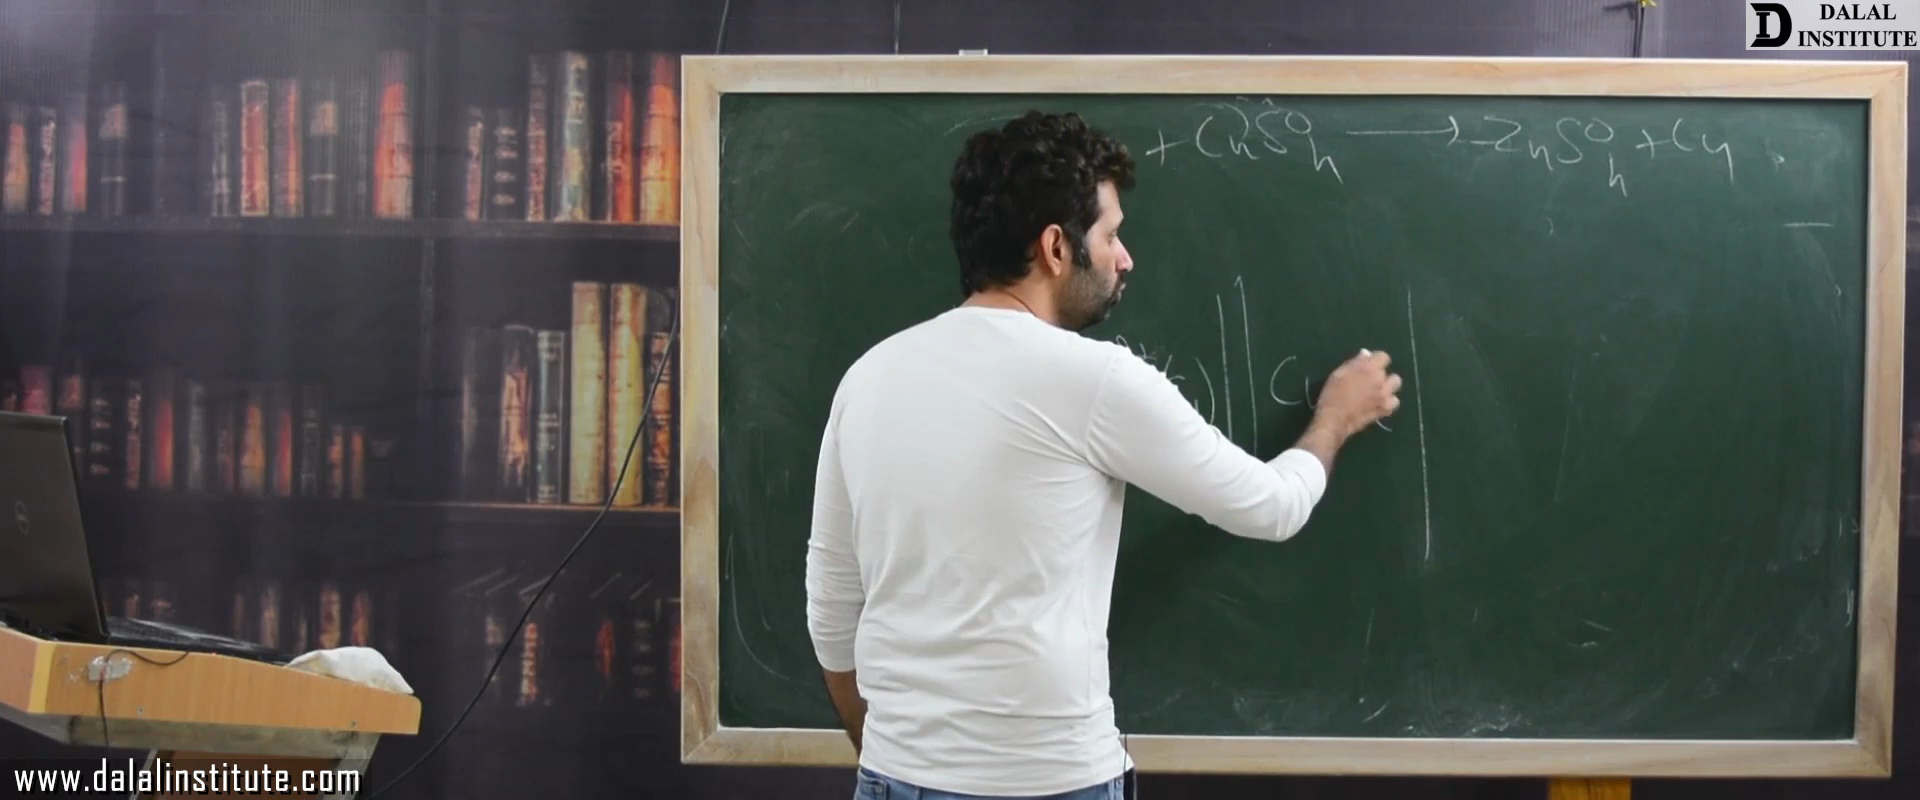 DALAL
INSTITUTE
+ CuSO4 → ZnSO4 + Cu
|| Cu |
www.dalalinstitute.com